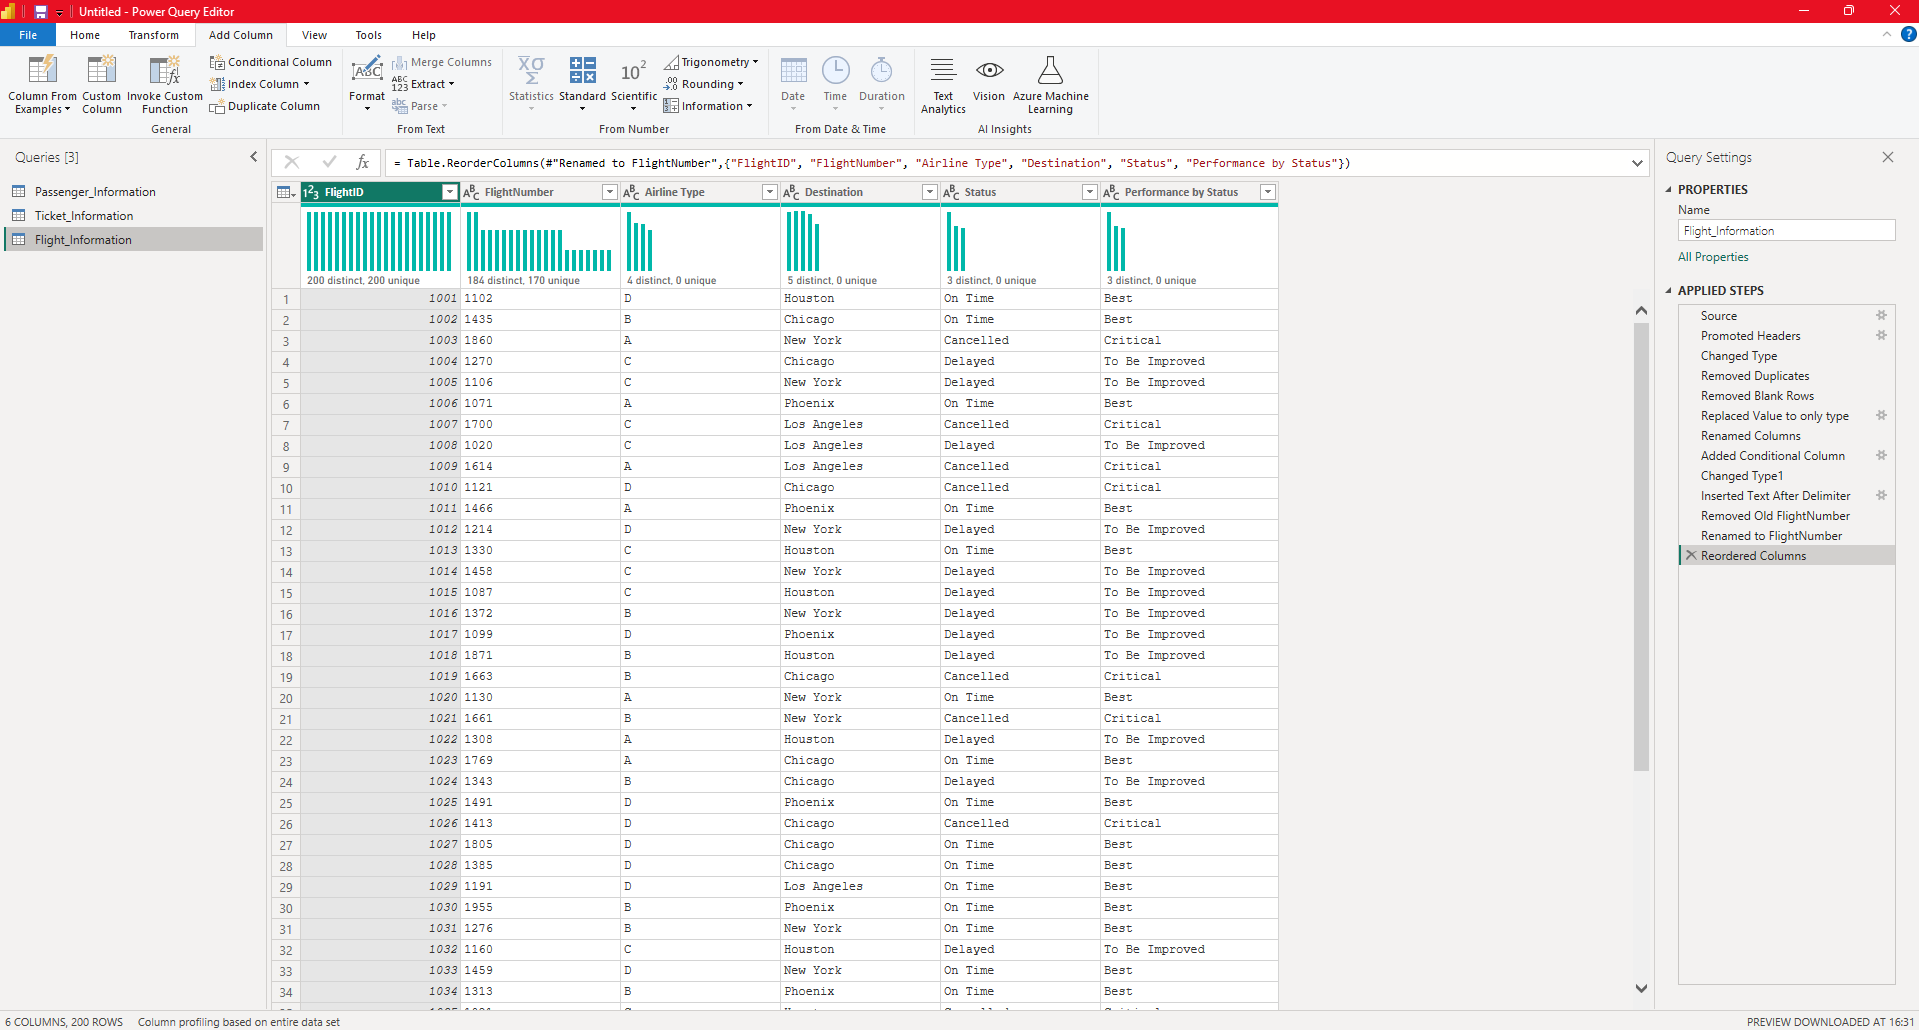 Untitled - Power Query Editor
File Home Transform Add Column View Tools Help
Column From Examples
Custom Column
Invoke Custom Function
Conditional Column
Index Column
Duplicate Column
General
Format
Merge Columns
Extract
Parse
From Text
Statistics
Standard
Scientific
Trigonometry
Rounding
Information
From Number
Date
Time
Duration
From Date & Time
Text Analytics
Vision
Azure Machine Learning
AI Insights
Queries [3]
Passenger_Information
Ticket_Information
Flight_Information
= Table.ReorderColumns(#"Renamed to FlightNumber",{"FlightID", "FlightNumber", "Airline Type", "Destination", "Status", "Performance by Status"})
FlightID FlightNumber Airline Type Destination Status Performance by Status
200 distinct, 200 unique 184 distinct, 170 unique 4 distinct, 0 unique 5 distinct, 0 unique 3 distinct, 0 unique 3 distinct, 0 unique
1 1001 1102 D Houston On Time Best
2 1002 1435 B Chicago On Time Best
3 1003 1860 A New York Cancelled Critical
4 1004 1270 C Chicago Delayed To Be Improved
5 1005 1106 C New York Delayed To Be Improved
6 1006 1071 A Phoenix On Time Best
7 1007 1700 C Los Angeles Cancelled Critical
8 1008 1020 C Los Angeles Delayed To Be Improved
9 1009 1614 A Los Angeles Cancelled Critical
10 1010 1121 D Chicago Cancelled Critical
11 1011 1466 A Phoenix On Time Best
12 1012 1214 D New York Delayed To Be Improved
13 1013 1330 C Houston On Time Best
14 1014 1458 C New York Delayed To Be Improved
15 1015 1087 C Houston Delayed To Be Improved
16 1016 1372 B New York Delayed To Be Improved
17 1017 1099 D Phoenix Delayed To Be Improved
18 1018 1871 B Houston Delayed To Be Improved
19 1019 1663 B Chicago Cancelled Critical
20 1020 1130 A New York On Time Best
21 1021 1661 B New York Cancelled Critical
22 1022 1308 A Houston Delayed To Be Improved
23 1023 1769 A Chicago On Time Best
24 1024 1343 B Chicago Delayed To Be Improved
25 1025 1491 D Phoenix On Time Best
26 1026 1413 D Chicago Cancelled Critical
27 1027 1805 D Chicago On Time Best
28 1028 1385 D Chicago On Time Best
29 1029 1191 D Los Angeles On Time Best
30 1030 1955 B Phoenix On Time Best
31 1031 1276 B New York On Time Best
32 1032 1160 C Houston Delayed To Be Improved
33 1033 1459 D New York On Time Best
34 1034 1313 B Phoenix On Time Best
Query Settings
PROPERTIES
Name
Flight_Information
All Properties
APPLIED STEPS
Source
Promoted Headers
Changed Type
Removed Duplicates
Removed Blank Rows
Replaced Value to only type
Renamed Columns
Added Conditional Column
Changed Type1
Inserted Text After Delimiter
Removed Old FlightNumber
Renamed to FlightNumber
Reordered Columns
6 COLUMNS, 200 ROWS Column profiling based on entire data set
PREVIEW DOWNLOADED AT 16:31